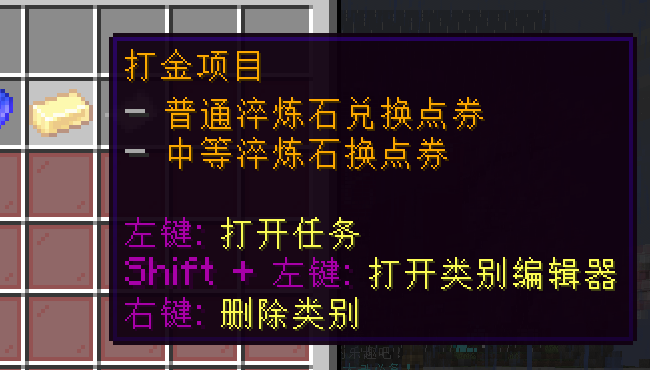 打金项目
- 普通淬炼石兑换点券
- 中等淬炼石换点券
左键: 打开任务
Shift + 左键: 打开类别编辑器
右键: 删除类别